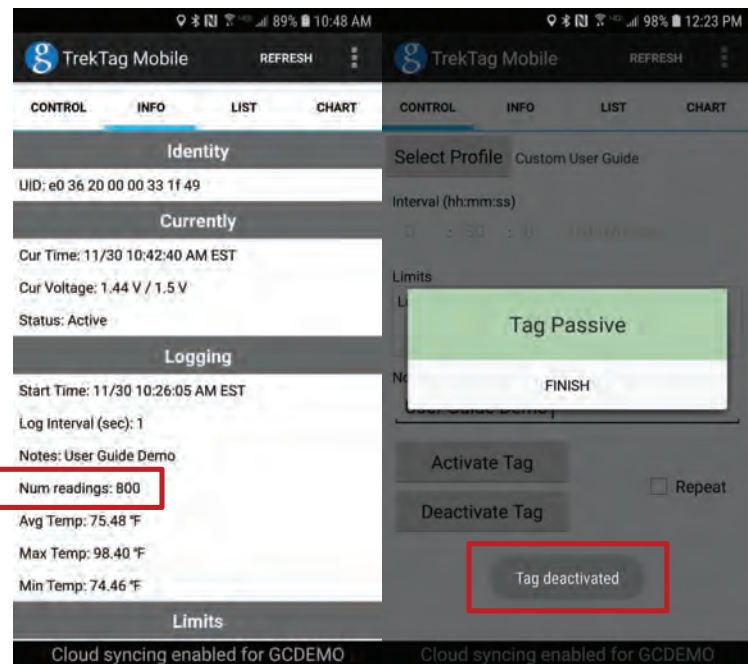 89% 10:48 AM
g TrekTag Mobile REFRESH
CONTROL INFO LIST CHART
Identity
UID: e0 36 20 00 00 33 1f 49
Currently
Cur Time: 11/30 10:42:40 AM EST
Cur Voltage: 1.44 V / 1.5 V
Status: Active
Logging
Start Time: 11/30 10:26:05 AM EST
Log Interval (sec): 1
Notes: User Guide Demo
Num readings: 800
Avg Temp: 75.48 °F
Max Temp: 98.40 °F
Min Temp: 74.46 °F
Limits
Cloud syncing enabled for GCDEMO
98% 12:23 PM
g TrekTag Mobile REFRESH
CONTROL INFO LIST CHART
Select Profile Custom User Guide
Interval (hh:mm:ss)
Limits
Tag Passive
FINISH
User Guide Demo
Activate Tag
Repeat
Deactivate Tag
Tag deactivated
Cloud syncing enabled for GCDEMO